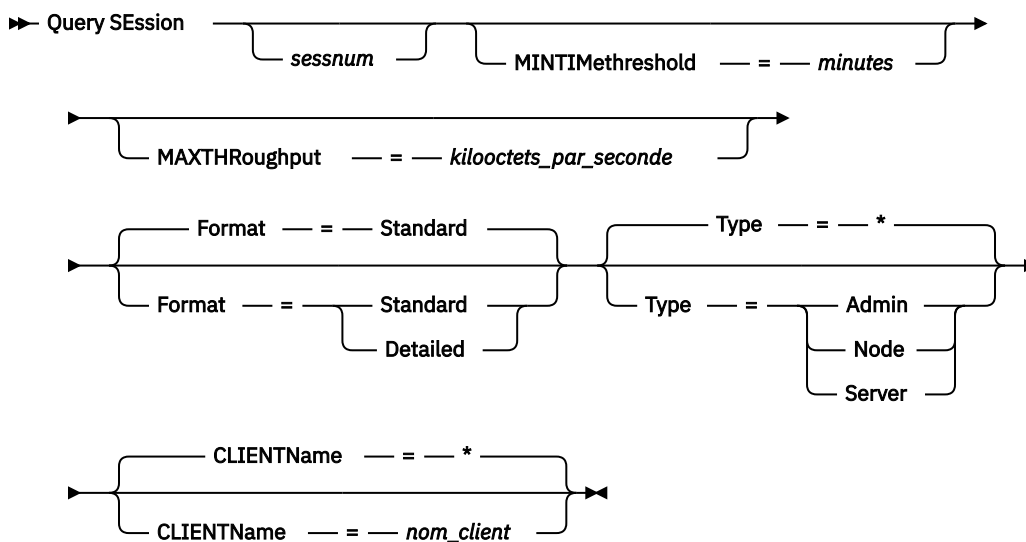 Query SEssion
sessnum
MINTIMethreshold = minutes
MAXTHRoughput = kilooctets_par_seconde
Format = Standard
Type = *
Format = Standard
Detailed
Type = Admin
Node
Server
CLIENTName = *
CLIENTName = nom_client